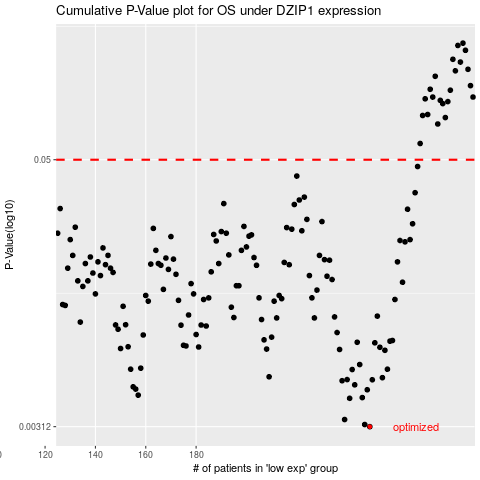 Cumulative P-Value plot for OS under DZIP1 expression
P-Value(log10)
0.05
0.00312
optimized
0 120 140 160 180
# of patients in 'low exp' group